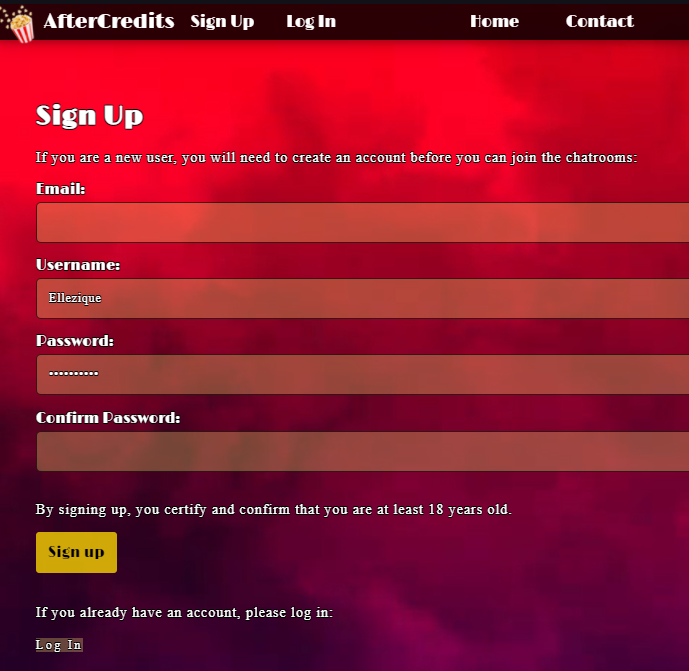 AfterCredits Sign Up Log In Home Contact
Sign Up
If you are a new user, you will need to create an account before you can join the chatrooms:
Email:
Username:
Ellezique
Password:
••••••••••
Confirm Password:
By signing up, you certify and confirm that you are at least 18 years old.
Sign up
If you already have an account, please log in:
Log In